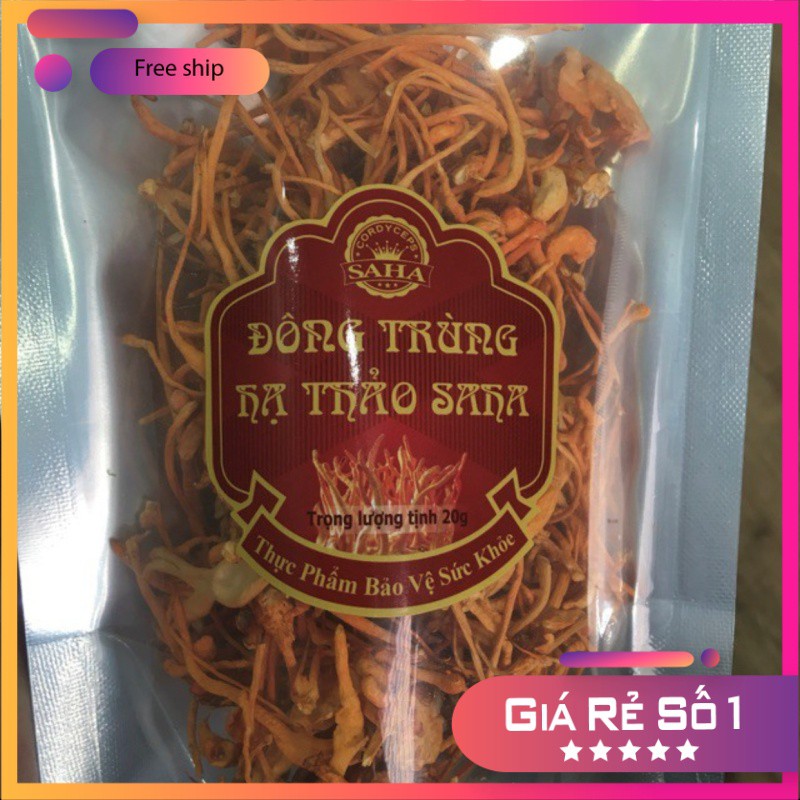 Free ship
CORDYCEPS
SAHA
ĐÔNG TRÙNG
HẠ THẢO SAHA
Trọng lượng tịnh 20g
Thực Phẩm Bảo Vệ Sức Khỏe
GIÁ RẺ SỐ 1